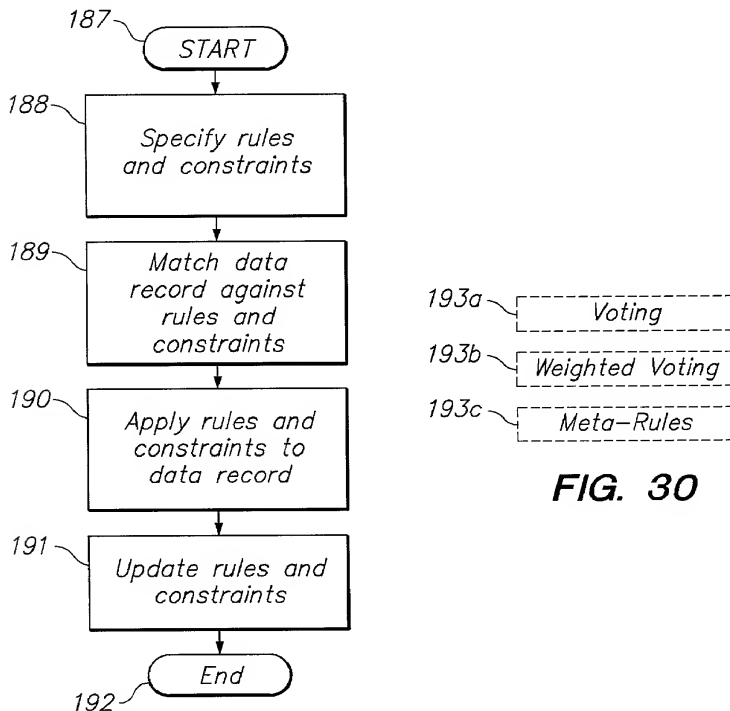 187
START
188
Specify rules
and constraints
189
Match data
record against
rules and
constraints
190
Apply rules and
constraints to
data record
191
Update rules and
constraints
End
192
193a
Voting
193b
Weighted Voting
193c
Meta-Rules
FIG. 30